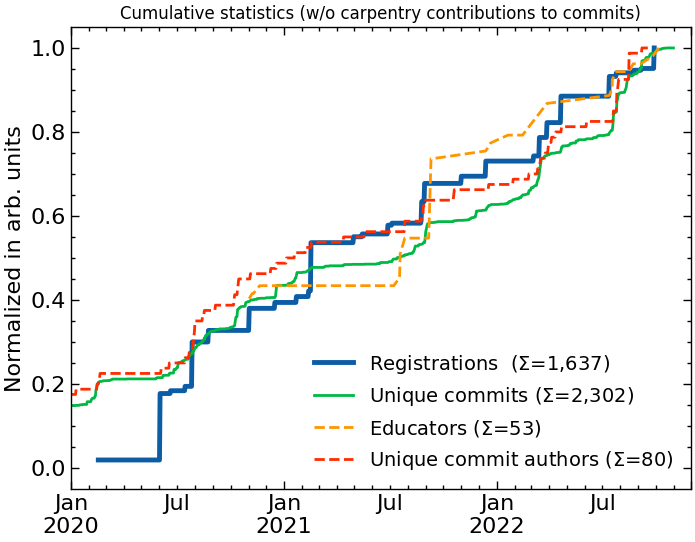 Cumulative statistics (w/o carpentry contributions to commits)
Normalized in arb. units
1.0
0.8
0.6
0.4
0.2
0.0
Registrations (Σ=1,637)
Unique commits (Σ=2,302)
Educators (Σ=53)
Unique commit authors (Σ=80)
Jan Jul Jan Jul Jan Jul
2020 2021 2022